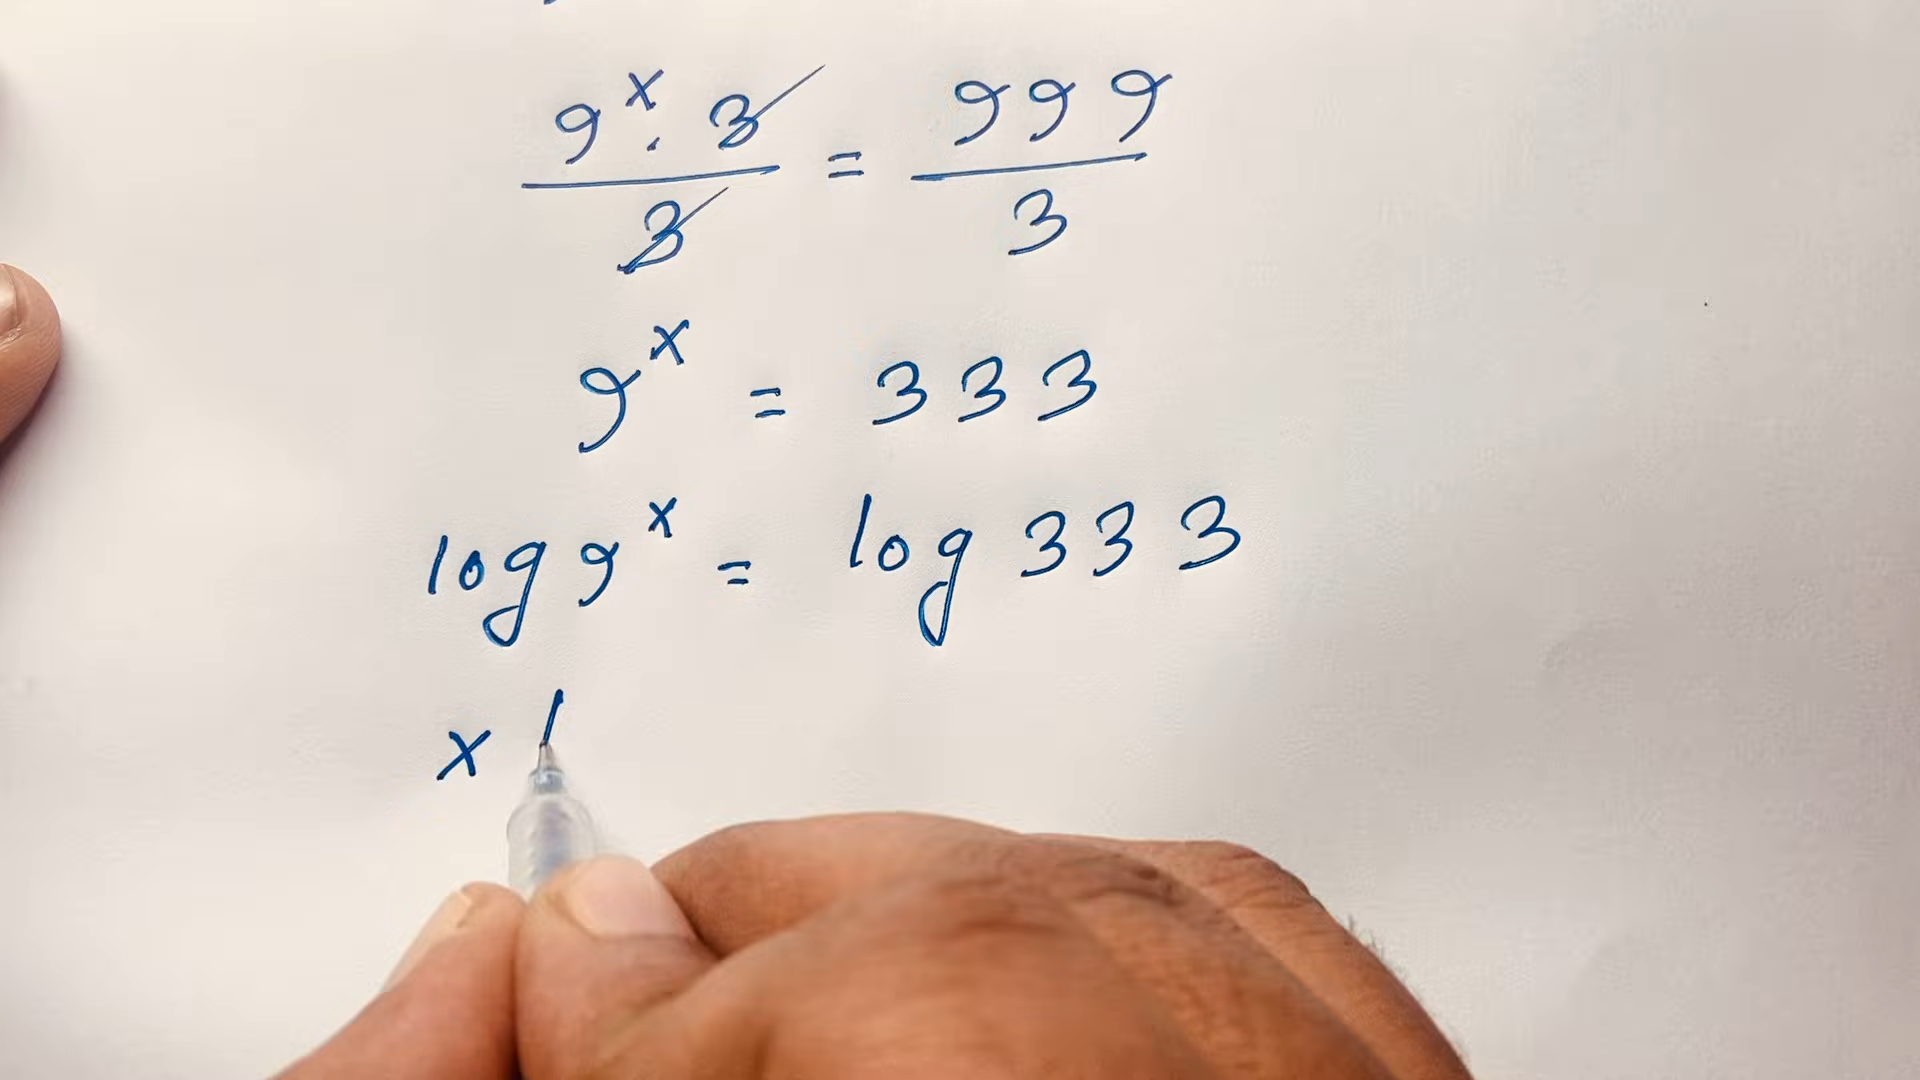 9^x . 3 / 3 = 999 / 3
9^x = 333
log 9^x = log 333
x l